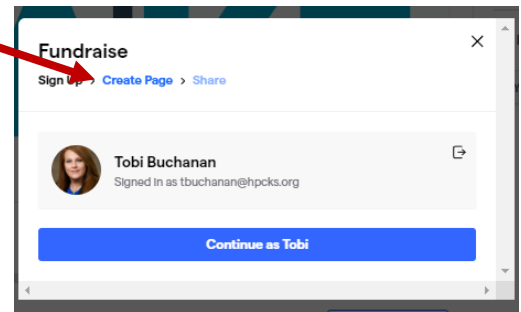 Fundraise
Sign Up > Create Page > Share
Tobi Buchanan
Signed in as tbuchanan@hpcks.org
Continue as Tobi